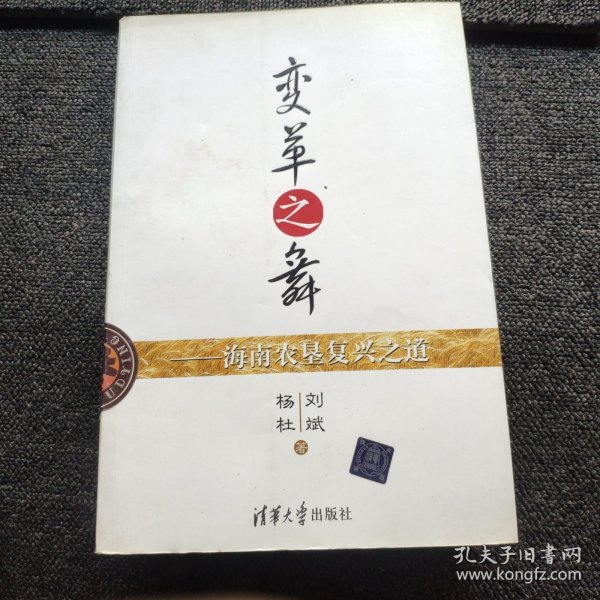 变革之舞
——海南农垦复兴之道
刘斌
杨杜
著
清华大学出版社
孔夫子旧书网
www.kongfz.com